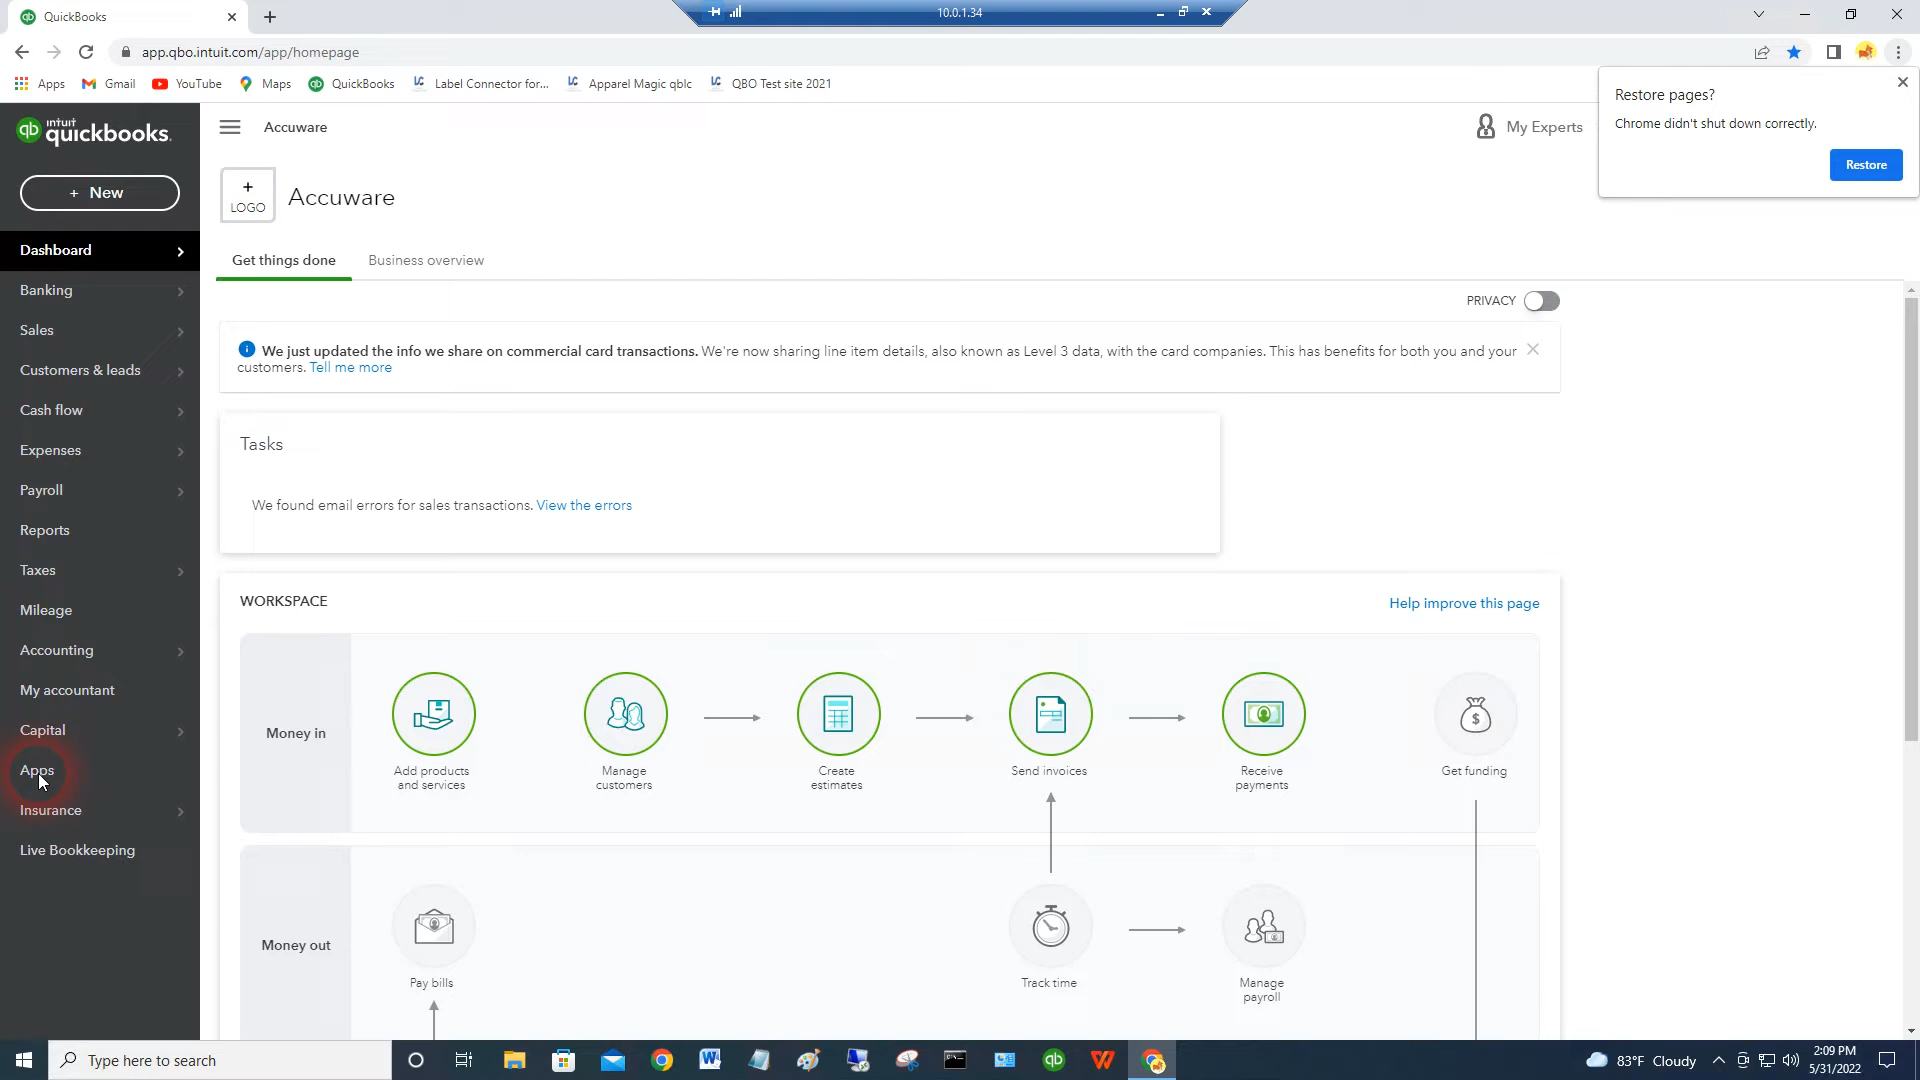 QuickBooks
10.0.1.34
app.qbo.intuit.com/app/homepage
Apps
Gmail
YouTube
Maps
QuickBooks
Label Connector for...
Apparel Magic qblc
QBO Test site 2021
Restore pages?
Chrome didn't shut down correctly.
Restore
intuit
quickbooks.
Accuware
My Experts
+ New
+
LOGO
Accuware
Dashboard
Banking
Sales
Customers & leads
Cash flow
Expenses
Payroll
Reports
Taxes
Mileage
Accounting
My accountant
Capital
Apps
Insurance
Live Bookkeeping
Get things done
Business overview
PRIVACY
We just updated the info we share on commercial card transactions. We're now sharing line item details, also known as Level 3 data, with the card companies. This has benefits for both you and your
customers. Tell me more
Tasks
We found email errors for sales transactions. View the errors
WORKSPACE
Help improve this page
Money in
Add products
and services
Manage
customers
Create
estimates
Send invoices
Receive
payments
Get funding
Money out
Pay bills
Track time
Manage
payroll
Type here to search
83°F Cloudy
2:09 PM
5/31/2022